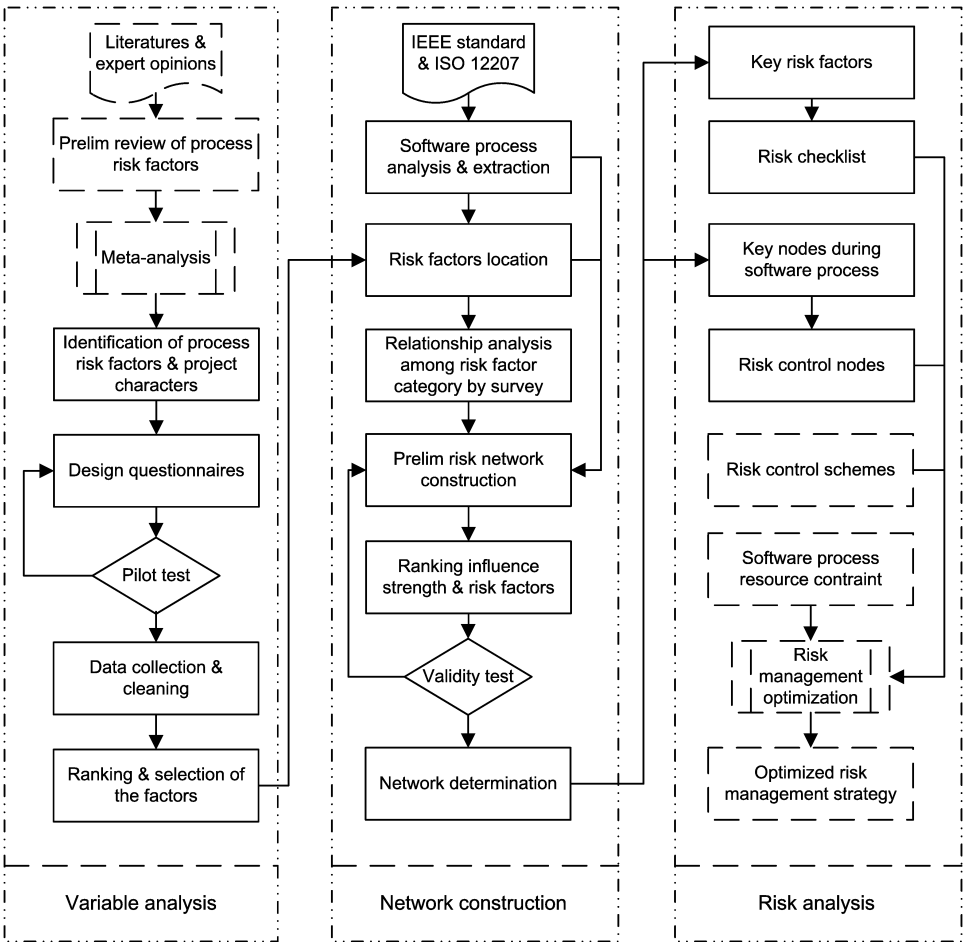 Literatures &
expert opinions
Prelim review of process
risk factors
Meta-analysis
Identification of process
risk factors & project
characters
Design questionnaires
Pilot test
Data collection &
cleaning
Ranking & selection of
the factors
Variable analysis
IEEE standard
& ISO 12207
Software process
analysis & extraction
Risk factors location
Relationship analysis
among risk factor
category by survey
Prelim risk network
construction
Ranking influence
strength & risk factors
Validity test
Network determination
Network construction
Key risk factors
Risk checklist
Key nodes during
software process
Risk control nodes
Risk control schemes
Software process
resource contraint
Risk
management
optimization
Optimized risk
management strategy
Risk analysis